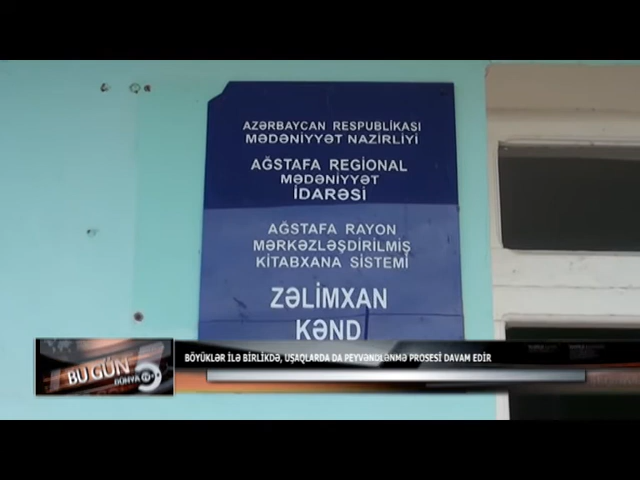 AZƏRBAYCAN RESPUBLİKASI
MƏDƏNİYYƏT NAZİRLİYİ
AĞSTAFA REGIONAL
MƏDƏNİYYƏT
İDARƏSİ
AĞSTAFA RAYON
MƏRKƏZLƏŞDİRİLMİŞ
KİTABXANA SİSTEMİ
ZƏLİMXAN
KƏND
BÖYÜKLƏR İLƏ BİRLİKDƏ, UŞAQLARDA DA PEYVƏNDLƏNMƏ PROSESİ DAVAM EDİR
BU GÜN
DÜNYA TV